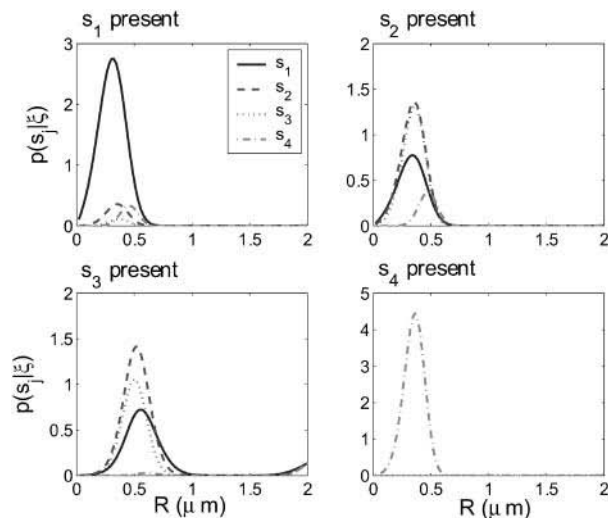 s1 present
s2 present
3
2
1
0
p(sj|ξ)
s1
s2
s3
s4
0 0.5 1 1.5 2
2
1.5
1
0.5
0
0 0.5 1 1.5 2
s3 present
s4 present
2
1.5
1
0.5
0
p(sj|ξ)
0 0.5 1 1.5 2
R (μ m)
5
4
3
2
1
0
0 0.5 1 1.5 2
R (μ m)